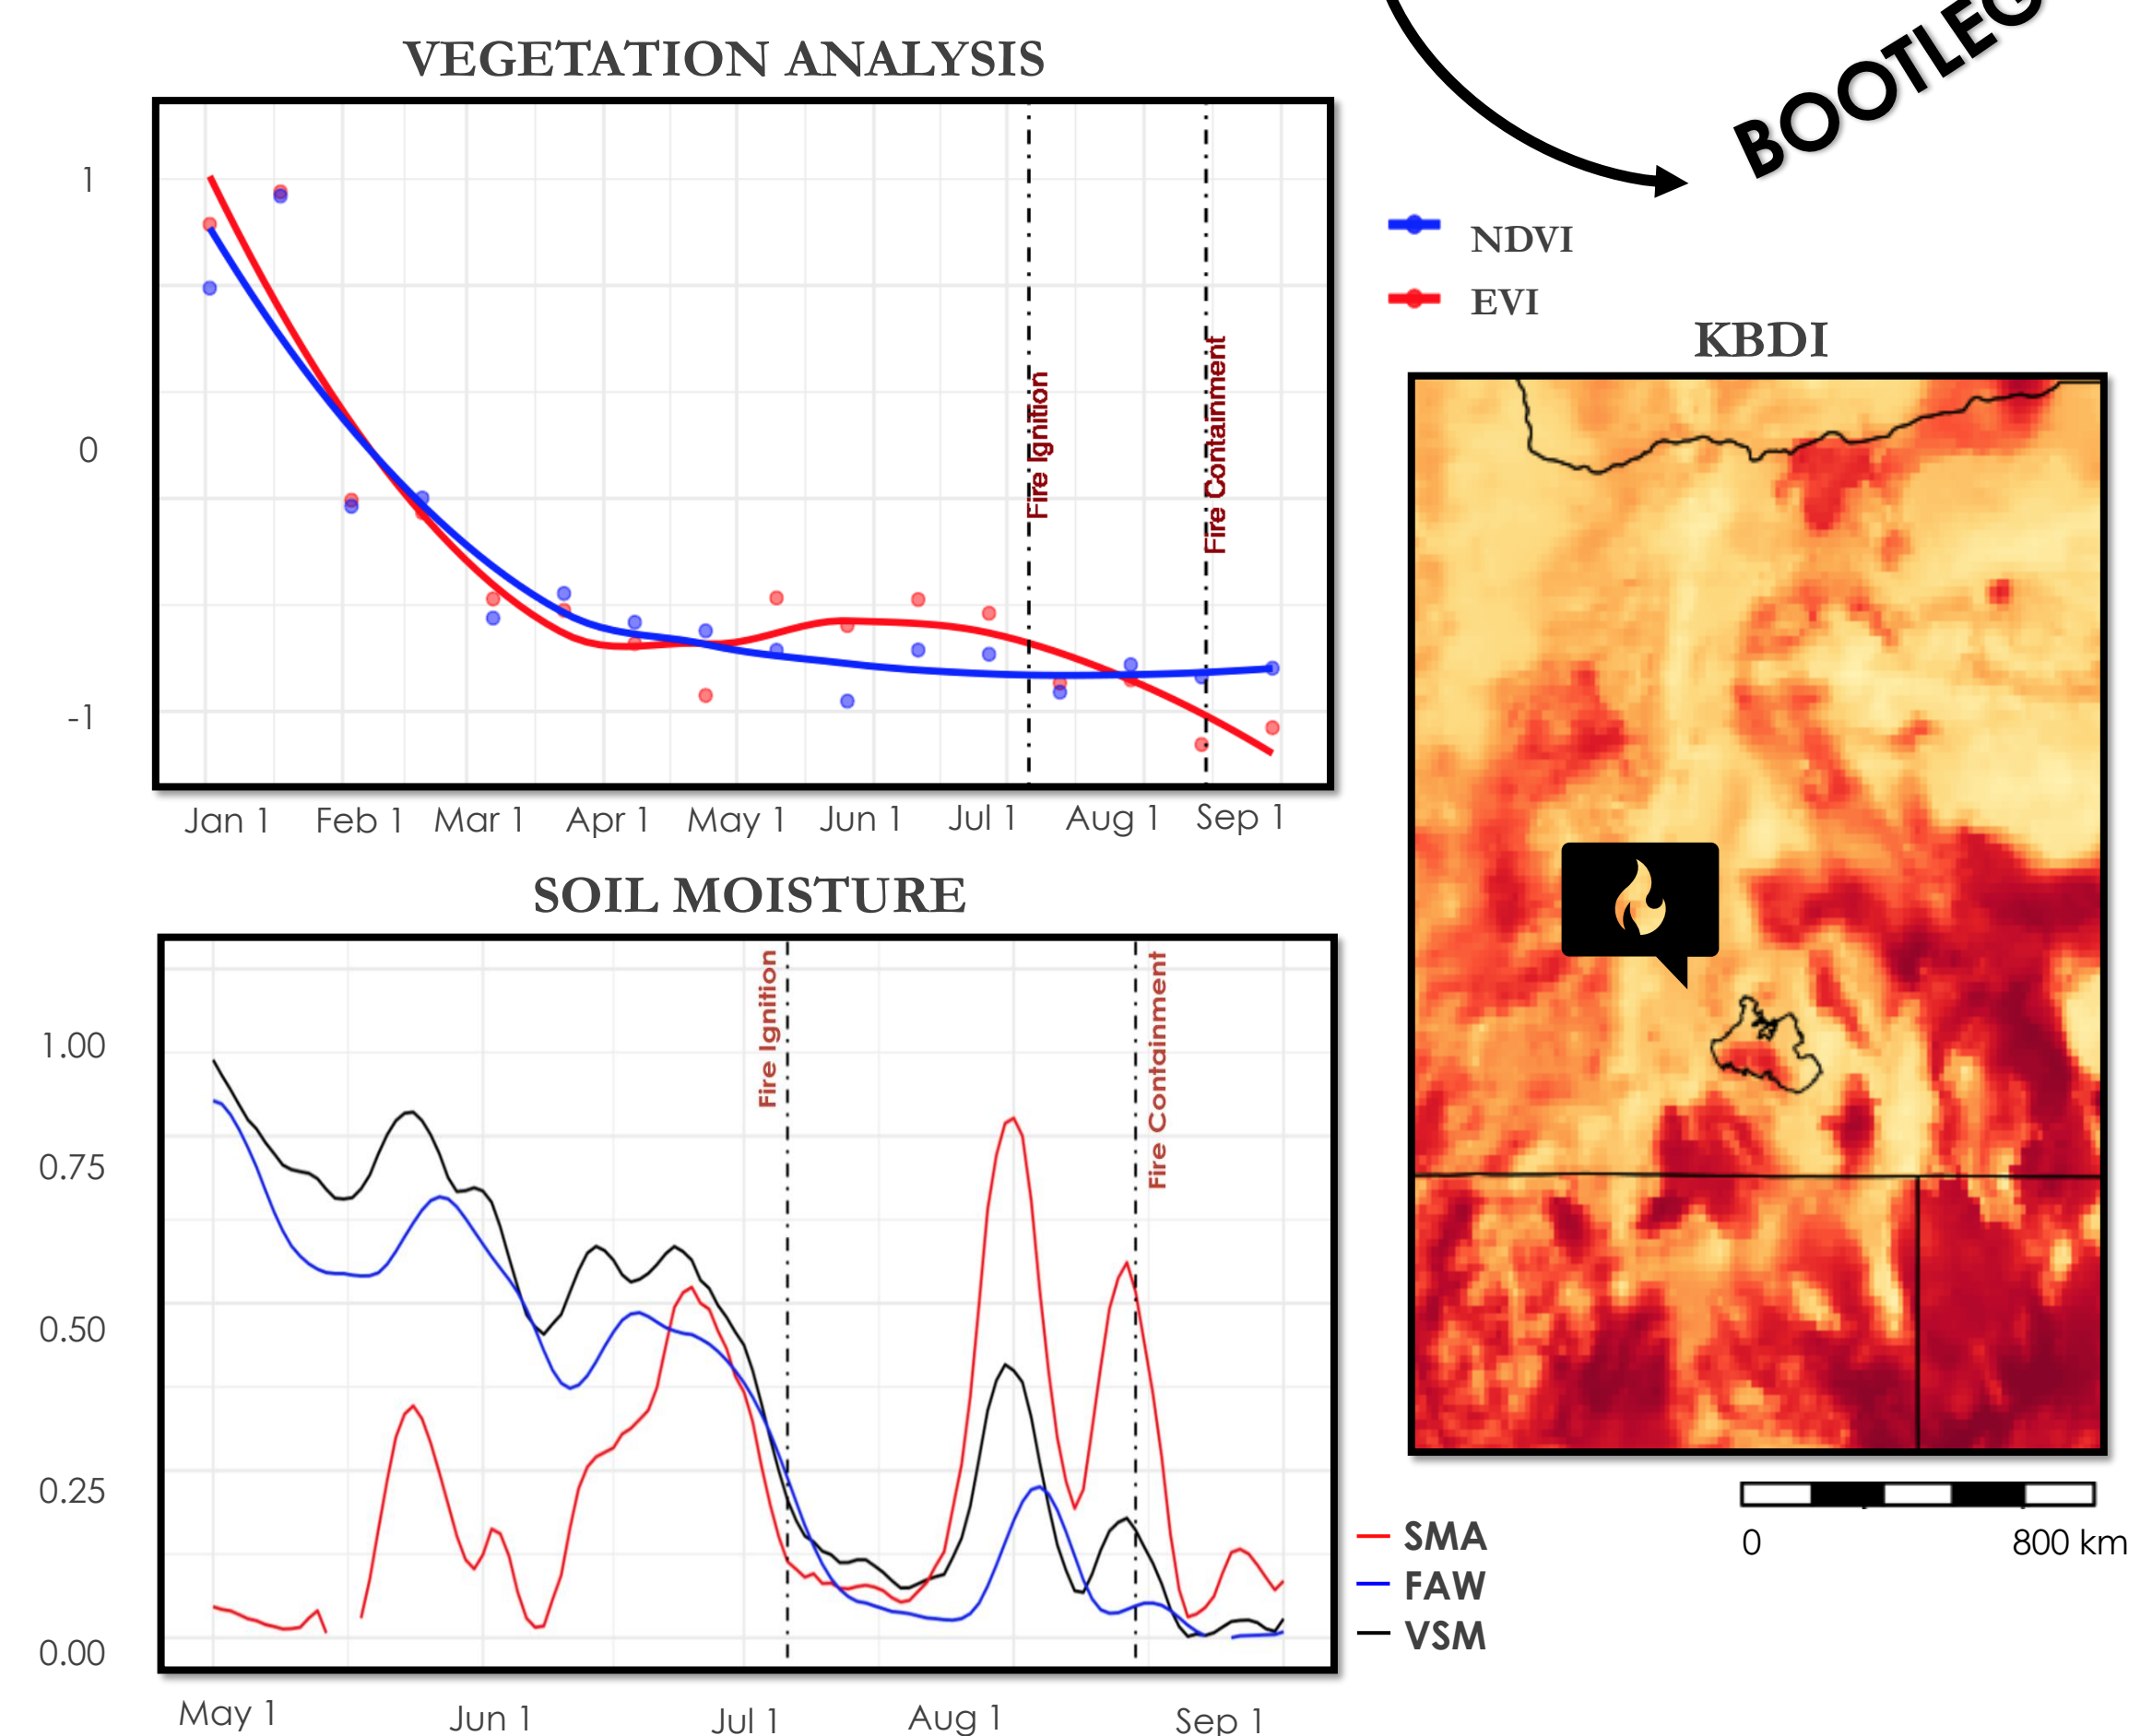 VEGETATION ANALYSIS
1
0
-1
Fire Ignition
Fire Containment
Jan 1 Feb 1 Mar 1 Apr 1 May 1 Jun 1 Jul 1 Aug 1 Sep 1
BOOTLEG
NDVI
EVI
KBDI
0 800 km
SOIL MOISTURE
1.00
0.75
0.50
0.25
0.00
Fire Ignition
Fire Containment
May 1 Jun 1 Jul 1 Aug 1 Sep 1
SMA
FAW
VSM